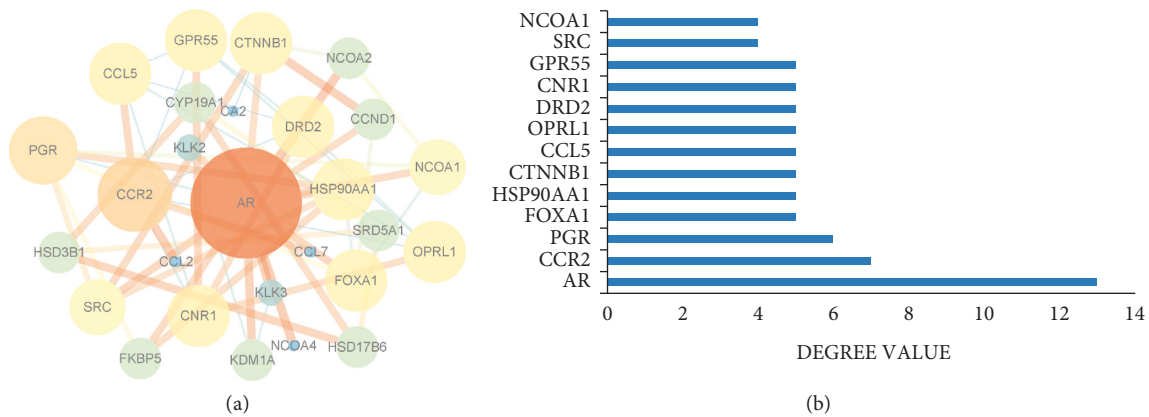 GPR55
CTNNB1
NCOA2
CCL5
CYP19A1
CA2
CCND1
DRD2
PGR
KLK2
NCOA1
CCR2
HSP90AA1
AR
SRD5A1
HSD3B1
CCL2
CCL7
OPRL1
FOXA1
SRC
CNR1
KLK3
NCOA4
HSD17B6
FKBP5
KDM1A
(a)
NCOA1
SRC
GPR55
CNR1
DRD2
OPRL1
CCL5
CTNNB1
HSP90AA1
FOXA1
PGR
CCR2
AR
0 2 4 6 8 10 12 14
DEGREE VALUE
(b)